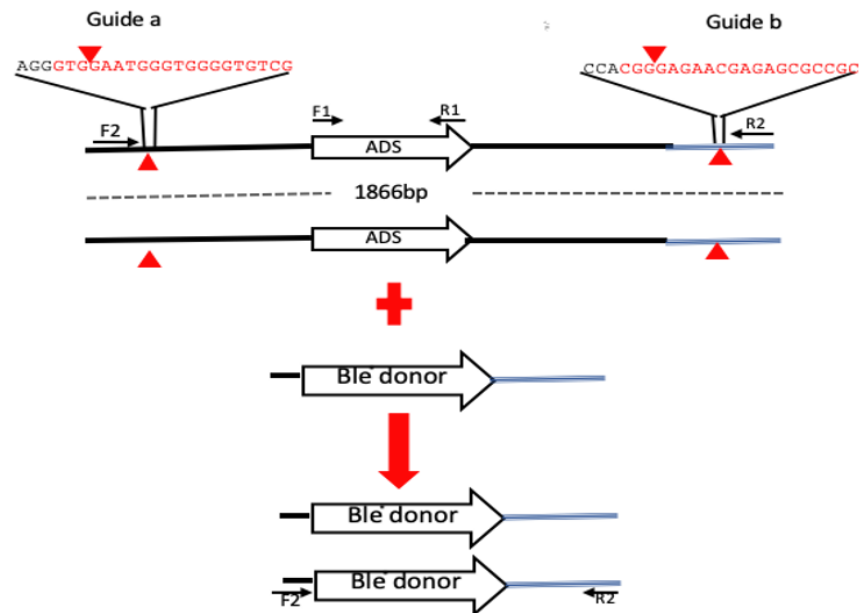 Guide a
Guide b
AGGGTGGAATGGGTGGGGTGTCG
CCACGGGAGAACGAGAGCGCCGC
F2
F1
R1
R2
ADS
1866bp
ADS
Ble donor
Ble donor
Ble donor
F2
R2